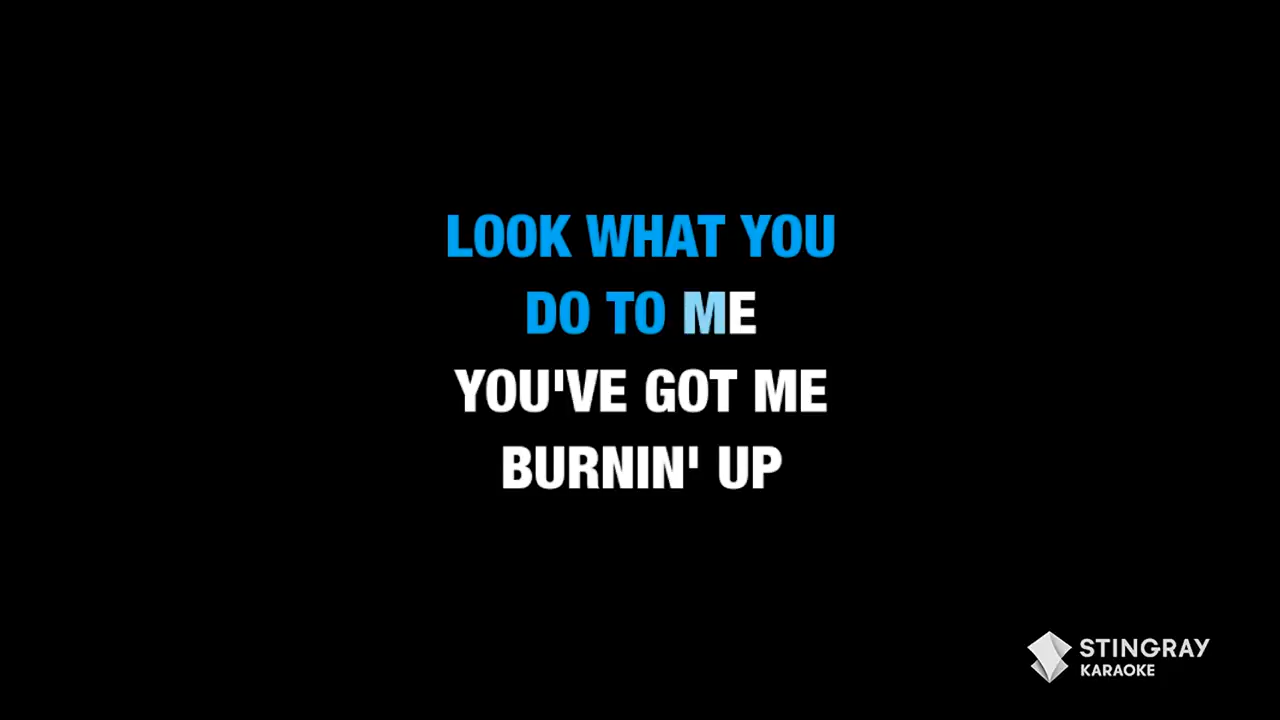 LOOK WHAT YOU
DO TO ME
YOU'VE GOT ME
BURNIN' UP
STINGRAY
KARAOKE